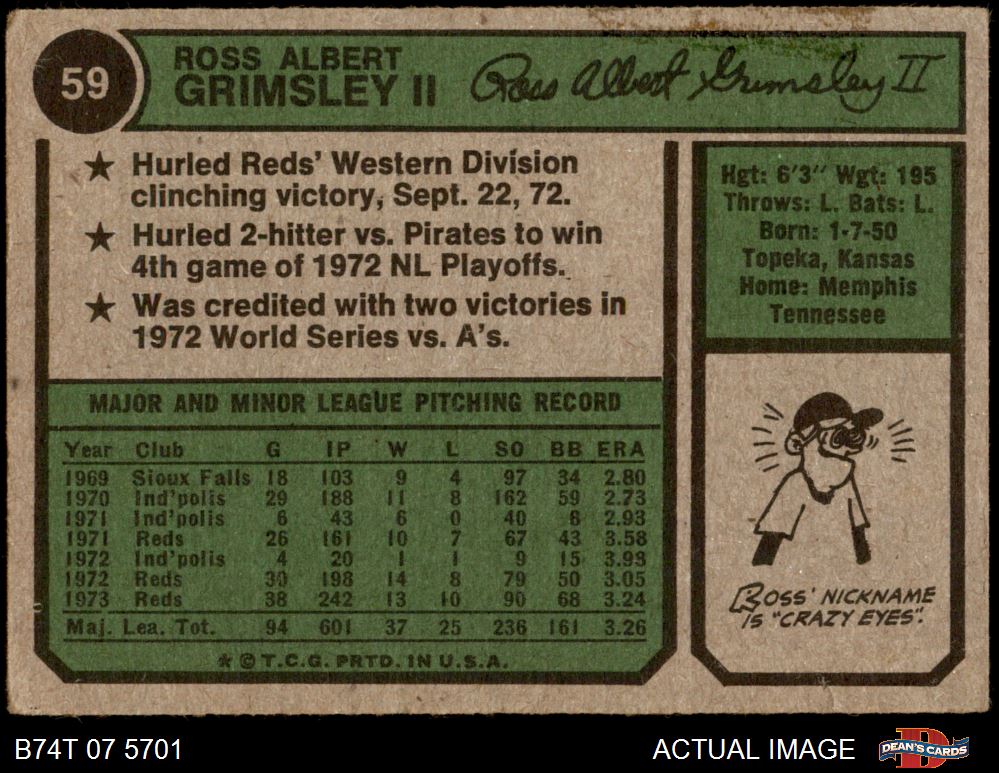 59
ROSS ALBERT
GRIMSLEY II
Ross Albert Grimsley II
★ Hurled Reds' Western Division
clinching victory, Sept. 22, 72.
★ Hurled 2-hitter vs. Pirates to win
4th game of 1972 NL Playoffs.
★ Was credited with two victories in
1972 World Series vs. A's.
Hgt: 6'3" Wgt: 195
Throws: L. Bats: L.
Born: 1-7-50
Topeka, Kansas
Home: Memphis
Tennessee
MAJOR AND MINOR LEAGUE PITCHING RECORD
Year Club G IP W L SO BB ERA
1969 Sioux Falls 18 103 9 4 97 34 2.80
1970 Ind'polis 29 188 11 8 162 59 2.73
1971 Ind'polis 6 43 6 0 40 8 2.93
1971 Reds 26 161 10 7 67 43 3.58
1972 Ind'polis 4 20 1 1 9 15 3.93
1972 Reds 30 198 14 8 79 50 3.05
1973 Reds 38 242 13 10 90 68 3.24
Maj. Lea. Tot. 94 601 37 25 236 161 3.26
★ © T.C.G. PRTD. IN U.S.A.
ROSS' NICKNAME
IS "CRAZY EYES".
B74T 07 5701
ACTUAL IMAGE
DEAN'S CARDS